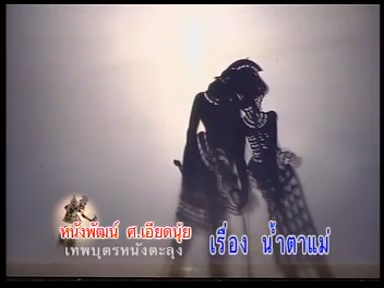 หนังพัฒน์ ศ.เอียดนุ้ย
เทพบุตรหนังตะลุง
เรื่อง น้ำตาแม่